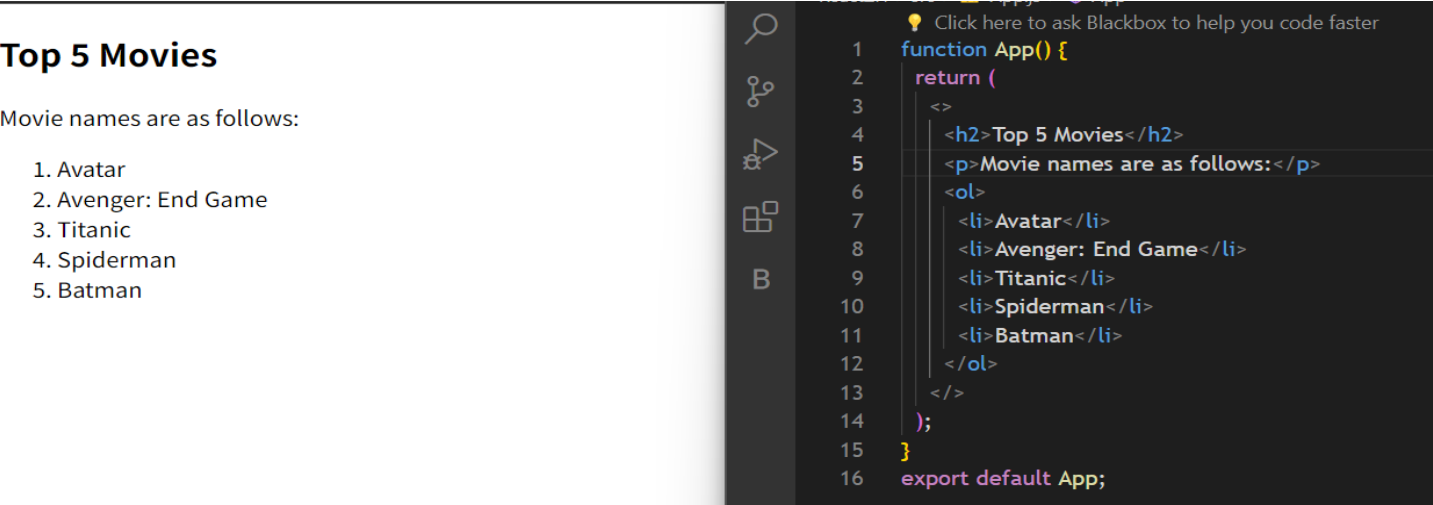 Top 5 Movies
Movie names are as follows:
1. Avatar
2. Avenger: End Game
3. Titanic
4. Spiderman
5. Batman
B
Click here to ask Blackbox to help you code faster
1 function App() {
2 return (
3 <>
4 <h2>Top 5 Movies</h2>
5 <p>Movie names are as follows:</p>
6 <ol>
7 <li>Avatar</li>
8 <li>Avenger: End Game</li>
9 <li>Titanic</li>
10 <li>Spiderman</li>
11 <li>Batman</li>
12 </ol>
13 </>
14 );
15 }
16 export default App;